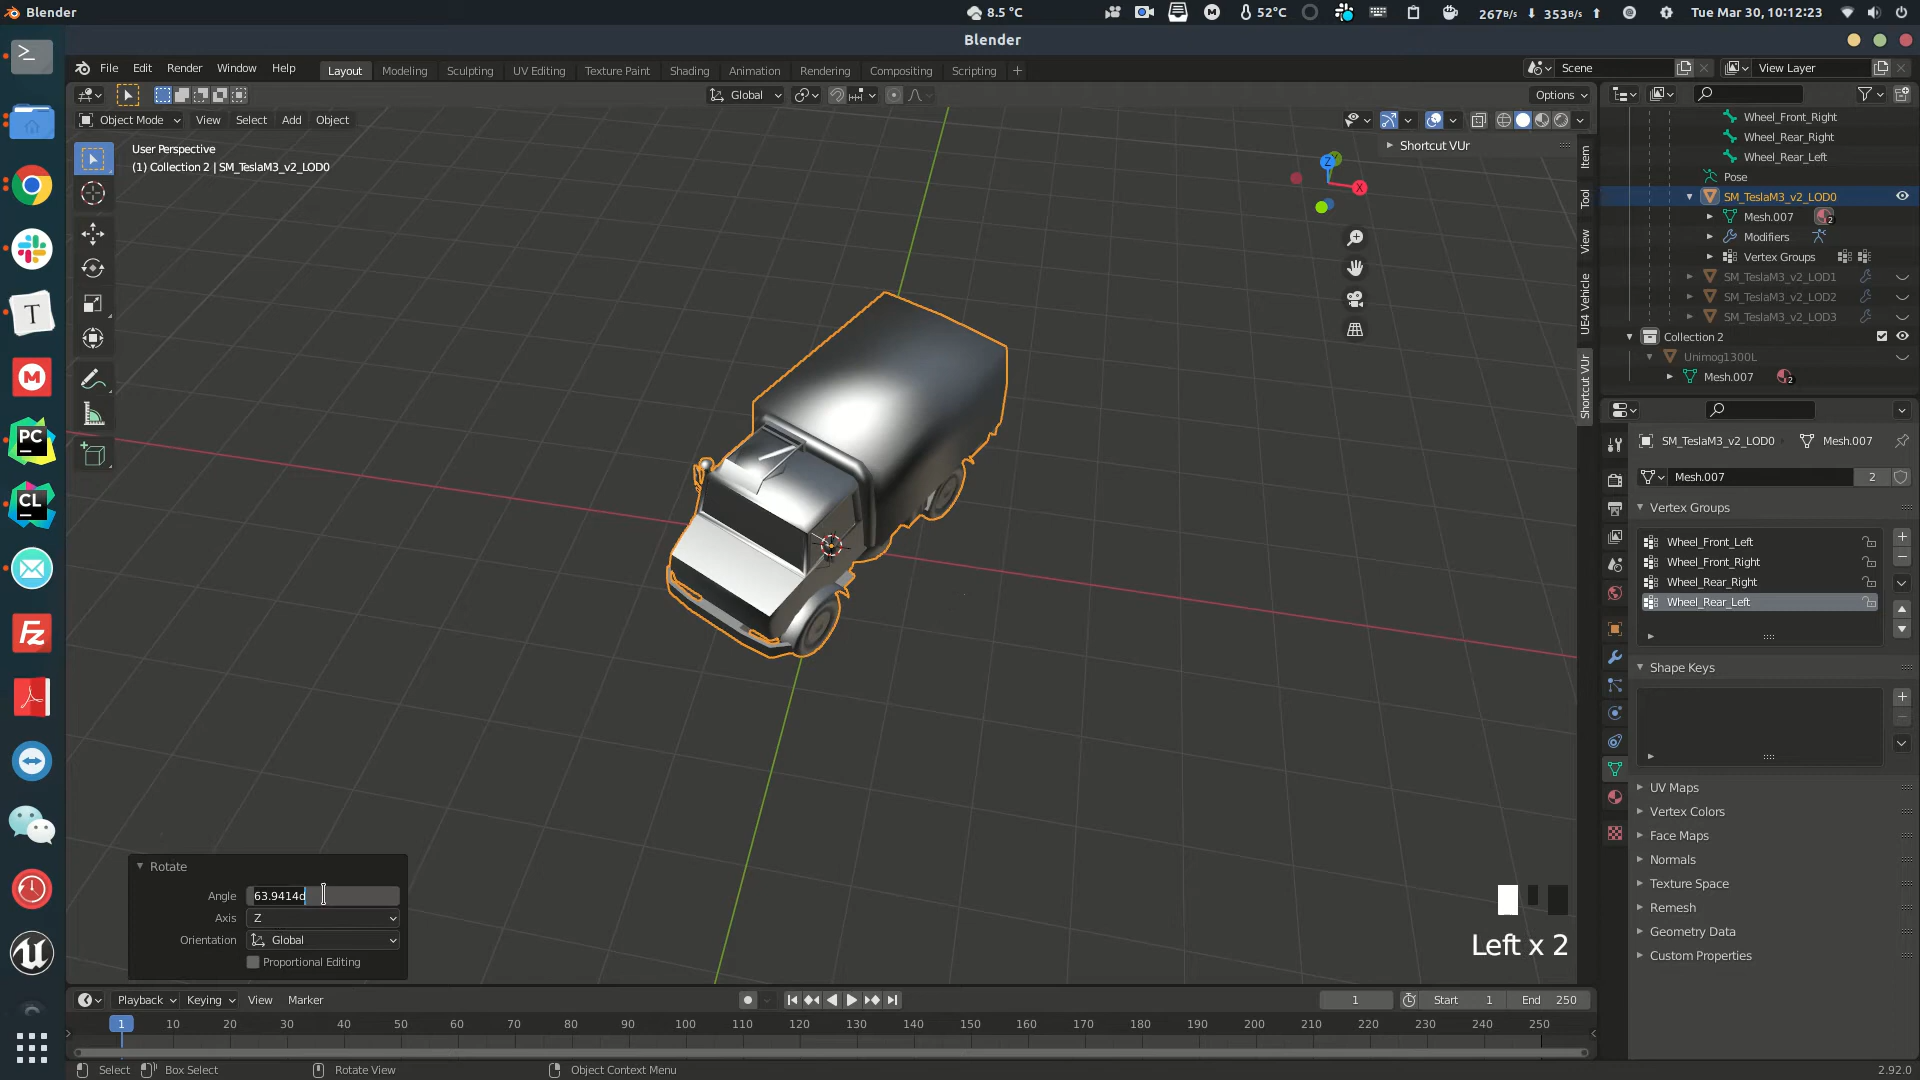 Blender
8.5 °C
52°C
267B/s
353B/s
Tue Mar 30, 10:12:23
Blender
File Edit Render Window Help
Layout Modeling Sculpting UV Editing Texture Paint Shading Animation Rendering Compositing Scripting +
Scene
View Layer
Global
Options
Object Mode View Select Add Object
User Perspective
(1) Collection 2 | SM_TeslaM3_v2_LOD0
Shortcut VUr
Z
Y
X
Item
Tool
View
UE4 Vehicle
Shortcut VUr
Wheel_Front_Right
Wheel_Rear_Right
Wheel_Rear_Left
Pose
SM_TeslaM3_v2_LOD0
Mesh.007 2
Modifiers
Vertex Groups
SM_TeslaM3_v2_LOD1
SM_TeslaM3_v2_LOD2
SM_TeslaM3_v2_LOD3
Collection 2
Unimog1300L
Mesh.007 2
SM_TeslaM3_v2_LOD0 Mesh.007
Mesh.007 2
Vertex Groups
Wheel_Front_Left
Wheel_Front_Right
Wheel_Rear_Right
Wheel_Rear_Left
Shape Keys
UV Maps
Vertex Colors
Face Maps
Normals
Texture Space
Remesh
Geometry Data
Custom Properties
T
M
PC
CL
Fz
Rotate
Angle 63.9414d
Axis Z
Orientation Global
Proportional Editing
Left x 2
Playback Keying View Marker
1 Start 1 End 250
1 10 20 30 40 50 60 70 80 90 100 110 120 130 140 150 160 170 180 190 200 210 220 230 240 250
Select Box Select Rotate View Object Context Menu 2.92.0